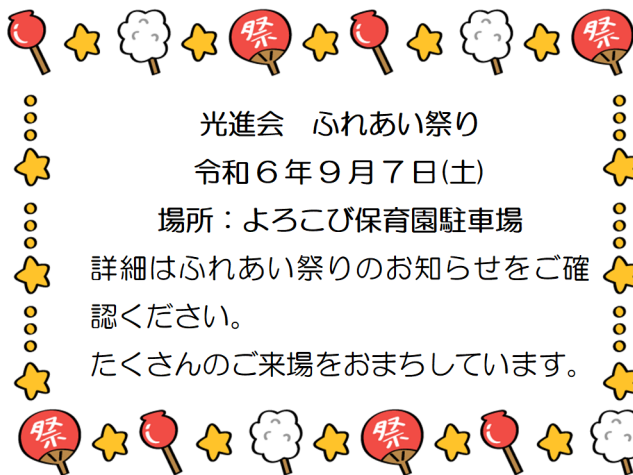 祭 祭
光進会　ふれあい祭り
令和６年９月７日(土)
場所：よろこび保育園駐車場
詳細はふれあい祭りのお知らせをご確
認ください。
たくさんのご来場をおまちしています。
祭 祭